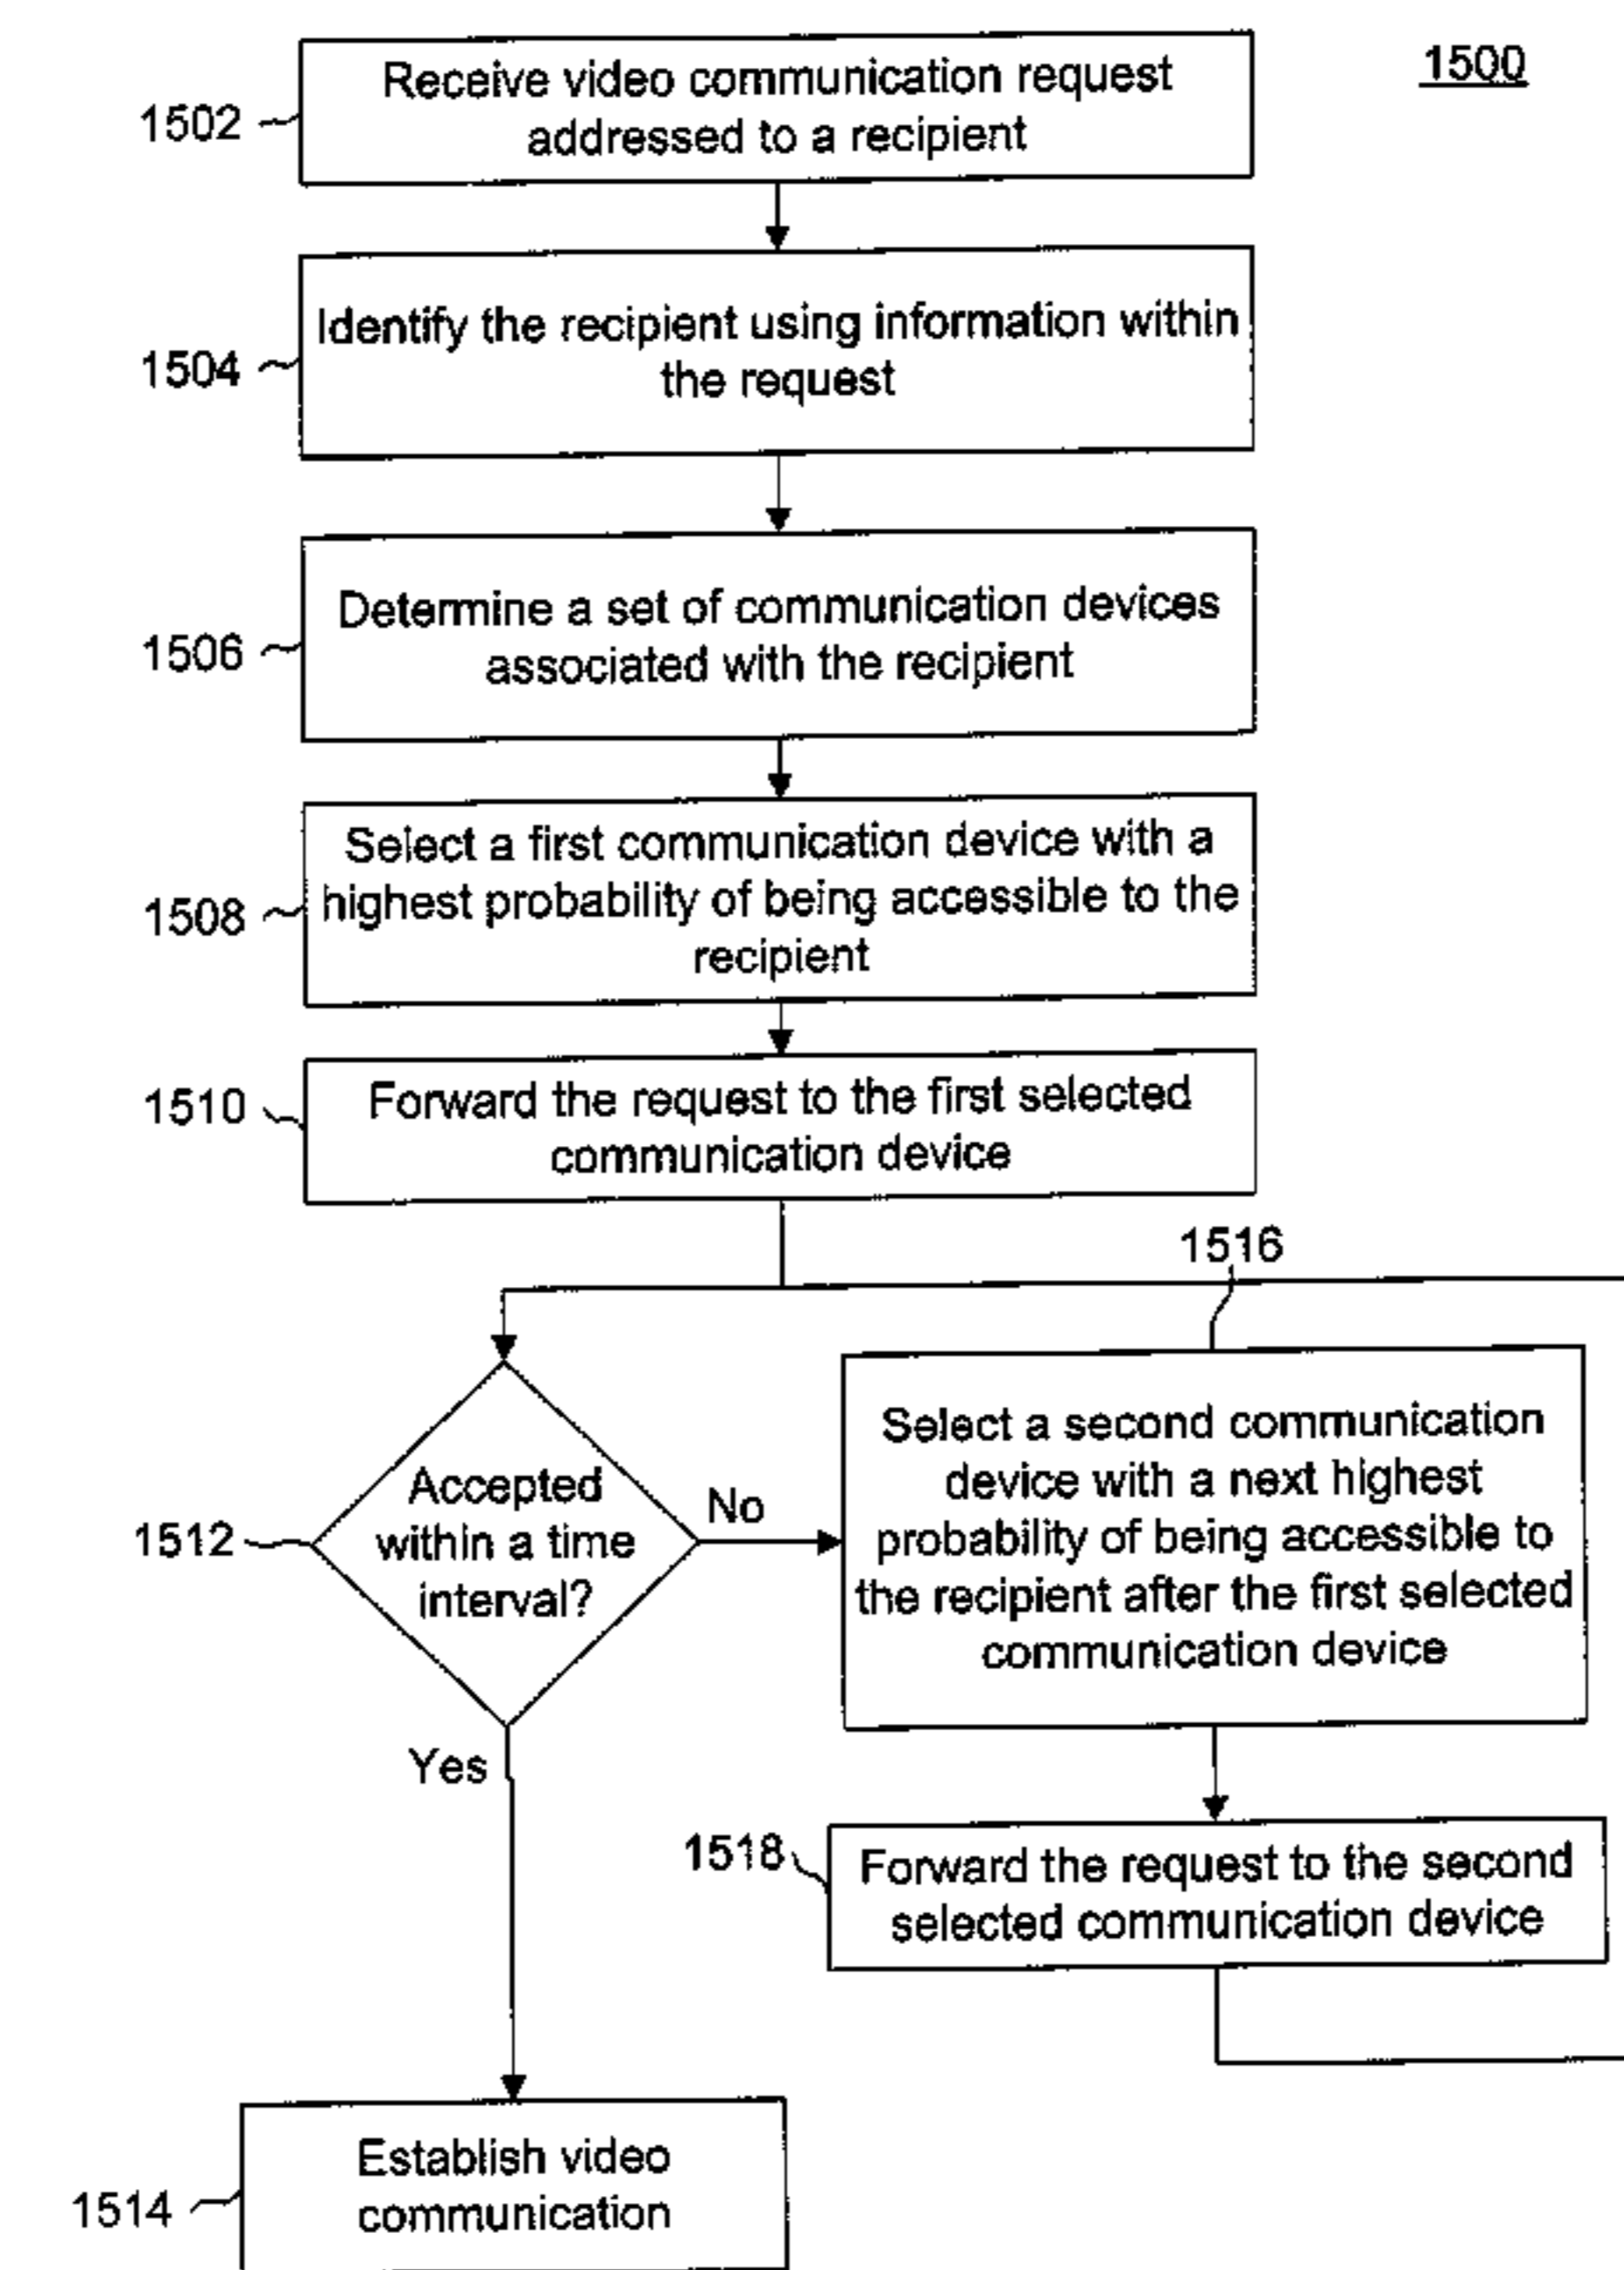 1500
Receive video communication request
addressed to a recipient
1502
Identify the recipient using information within
the request
1504
Determine a set of communication devices
associated with the recipient
1506
Select a first communication device with a
highest probability of being accessible to the
recipient
1508
Forward the request to the first selected
communication device
1510
1516
Accepted
within a time
interval?
1512
No
Yes
Select a second communication
device with a next highest
probability of being accessible to
the recipient after the first selected
communication device
1518
Forward the request to the second
selected communication device
Establish video
communication
1514